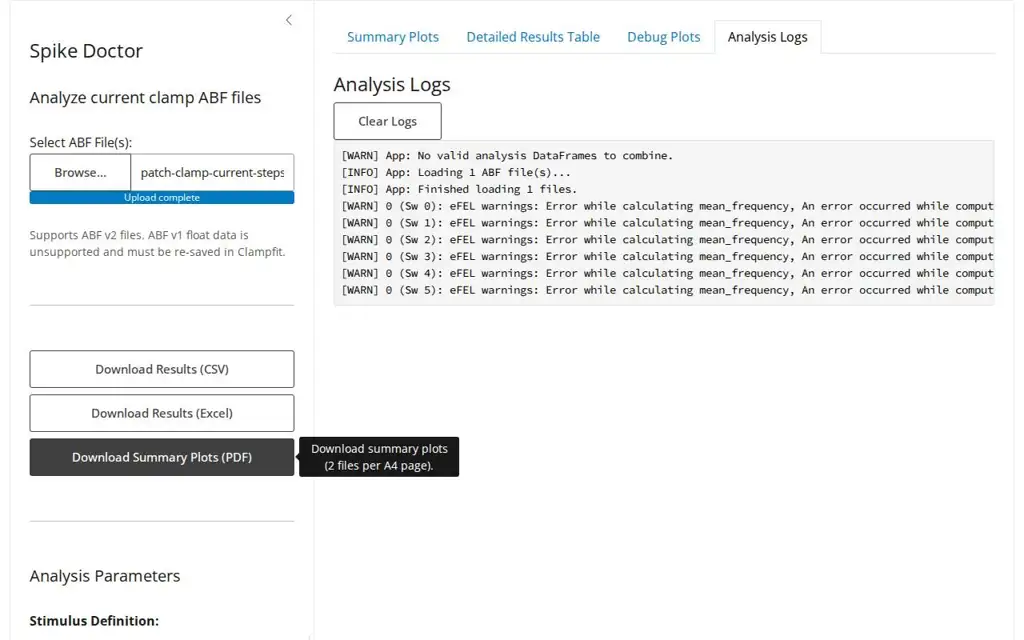 Spike Doctor
Analyze current clamp ABF files
Select ABF File(s):
Browse...
patch-clamp-current-steps
Upload complete
Supports ABF v2 files. ABF v1 float data is
unsupported and must be re-saved in Clampfit.
Download Results (CSV)
Download Results (Excel)
Download Summary Plots (PDF)
Download summary plots
(2 files per A4 page).
Analysis Parameters
Stimulus Definition:
Summary Plots
Detailed Results Table
Debug Plots
Analysis Logs
Analysis Logs
Clear Logs
[WARN] App: No valid analysis DataFrames to combine.
[INFO] App: Loading 1 ABF file(s)...
[INFO] App: Finished loading 1 files.
[WARN] 0 (Sw 0): eFEL warnings: Error while calculating mean_frequency, An error occurred while comput
[WARN] 0 (Sw 1): eFEL warnings: Error while calculating mean_frequency, An error occurred while comput
[WARN] 0 (Sw 2): eFEL warnings: Error while calculating mean_frequency, An error occurred while comput
[WARN] 0 (Sw 3): eFEL warnings: Error while calculating mean_frequency, An error occurred while comput
[WARN] 0 (Sw 4): eFEL warnings: Error while calculating mean_frequency, An error occurred while comput
[WARN] 0 (Sw 5): eFEL warnings: Error while calculating mean_frequency, An error occurred while comput